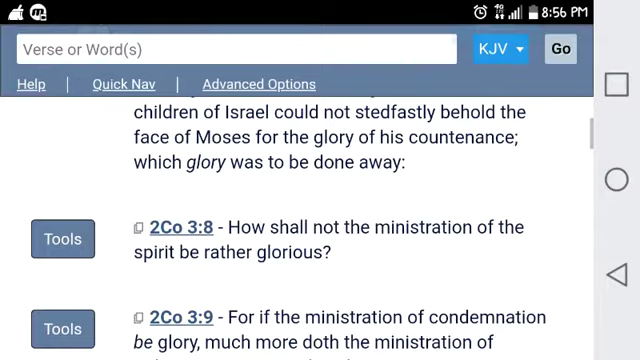 8:56 PM
Verse or Word(s)
KJV
Go
Help | Quick Nav | Advanced Options
children of Israel could not stedfastly behold the
face of Moses for the glory of his countenance;
which glory was to be done away:
Tools
2Co 3:8 - How shall not the ministration of the
spirit be rather glorious?
Tools
2Co 3:9 - For if the ministration of condemnation
be glory, much more doth the ministration of